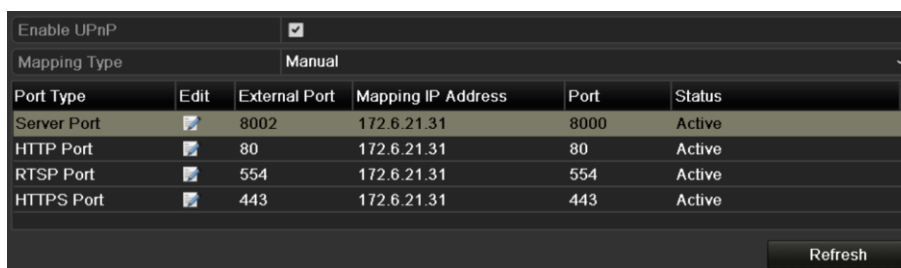 Enable UPnP
Mapping Type Manual
Port Type Edit External Port Mapping IP Address Port Status
Server Port 8002 172.6.21.31 8000 Active
HTTP Port 80 172.6.21.31 80 Active
RTSP Port 554 172.6.21.31 554 Active
HTTPS Port 443 172.6.21.31 443 Active
Refresh